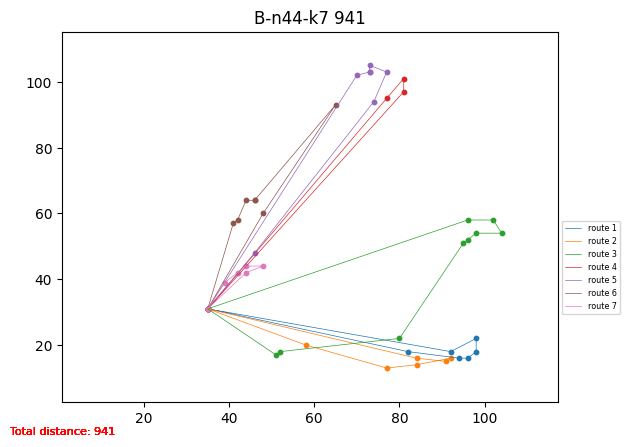 B-n44-k7 941
100
80
60
40
20
20 40 60 80 100
route 1
route 2
route 3
route 4
route 5
route 6
route 7
Total distance: 941